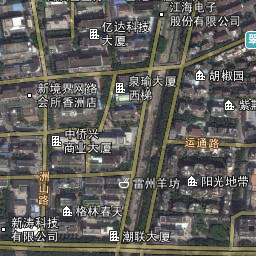 江海电子
股份有限公司
亿达科技
大厦
翠
泉瑜大厦
西梯
胡椒园
新境界网络
会所香洲店
紫荆
中侨兴
商业大厦
运通路
洲山路
雷州羊坊
阳光地带
格林春天
新涛科技
有限公司
潮联大厦